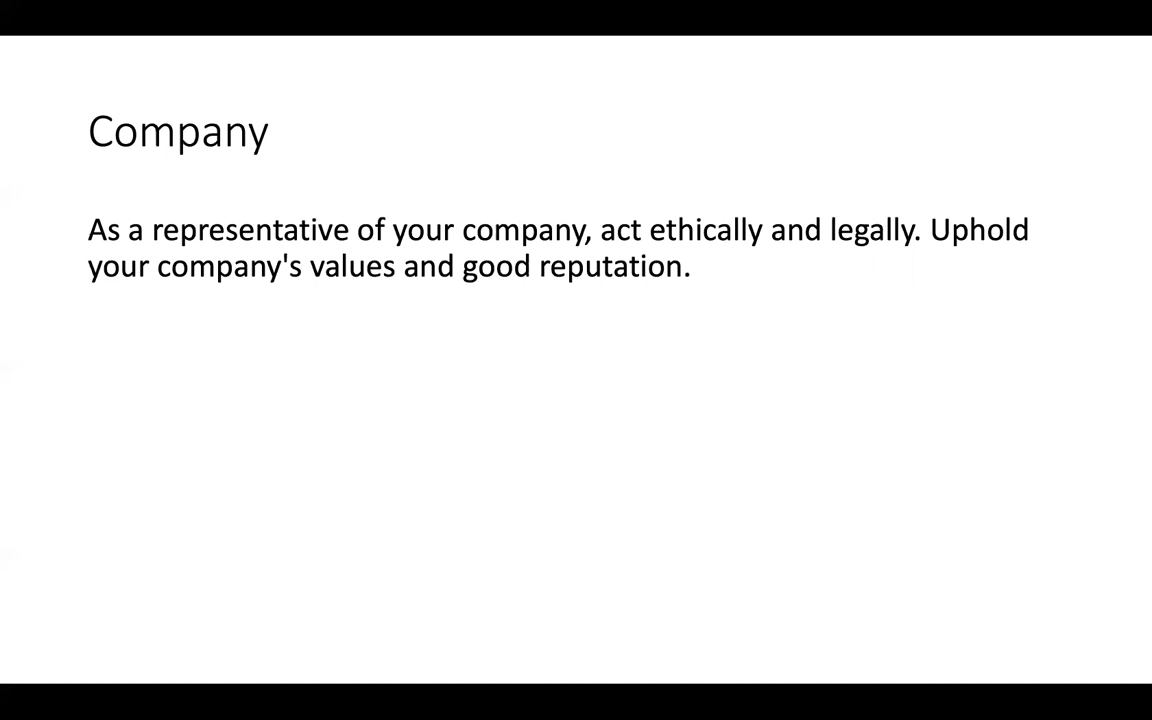 Company
As a representative of your company, act ethically and legally. Uphold
your company's values and good reputation.